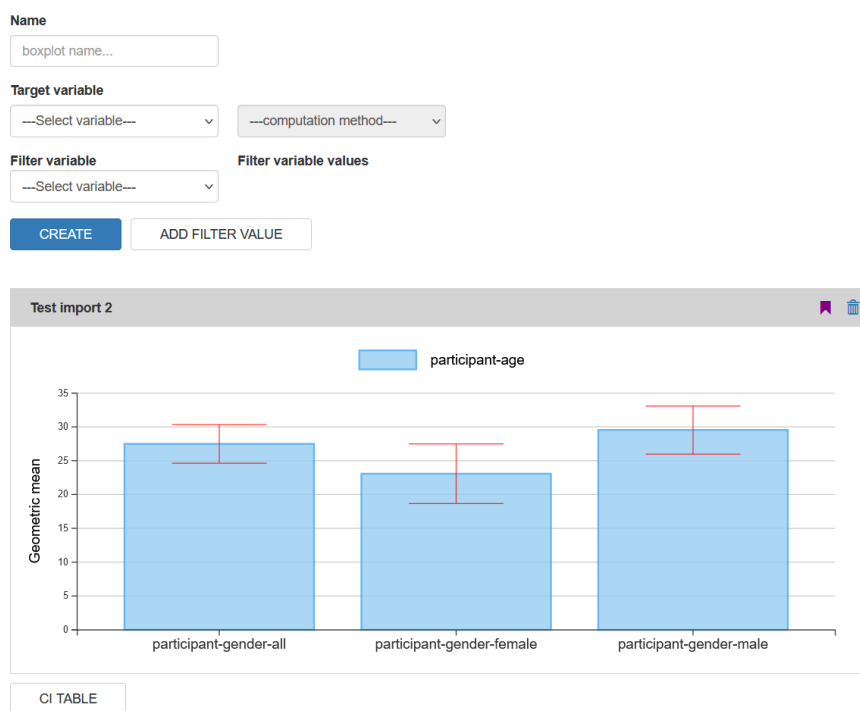 Name
boxplot name...
Target variable
---Select variable--- ---computation method---
Filter variable Filter variable values
---Select variable---
CREATE ADD FILTER VALUE
Test import 2
participant-age
35
30
25
20
15
10
5
0
Geometric mean
participant-gender-all participant-gender-female participant-gender-male
CI TABLE